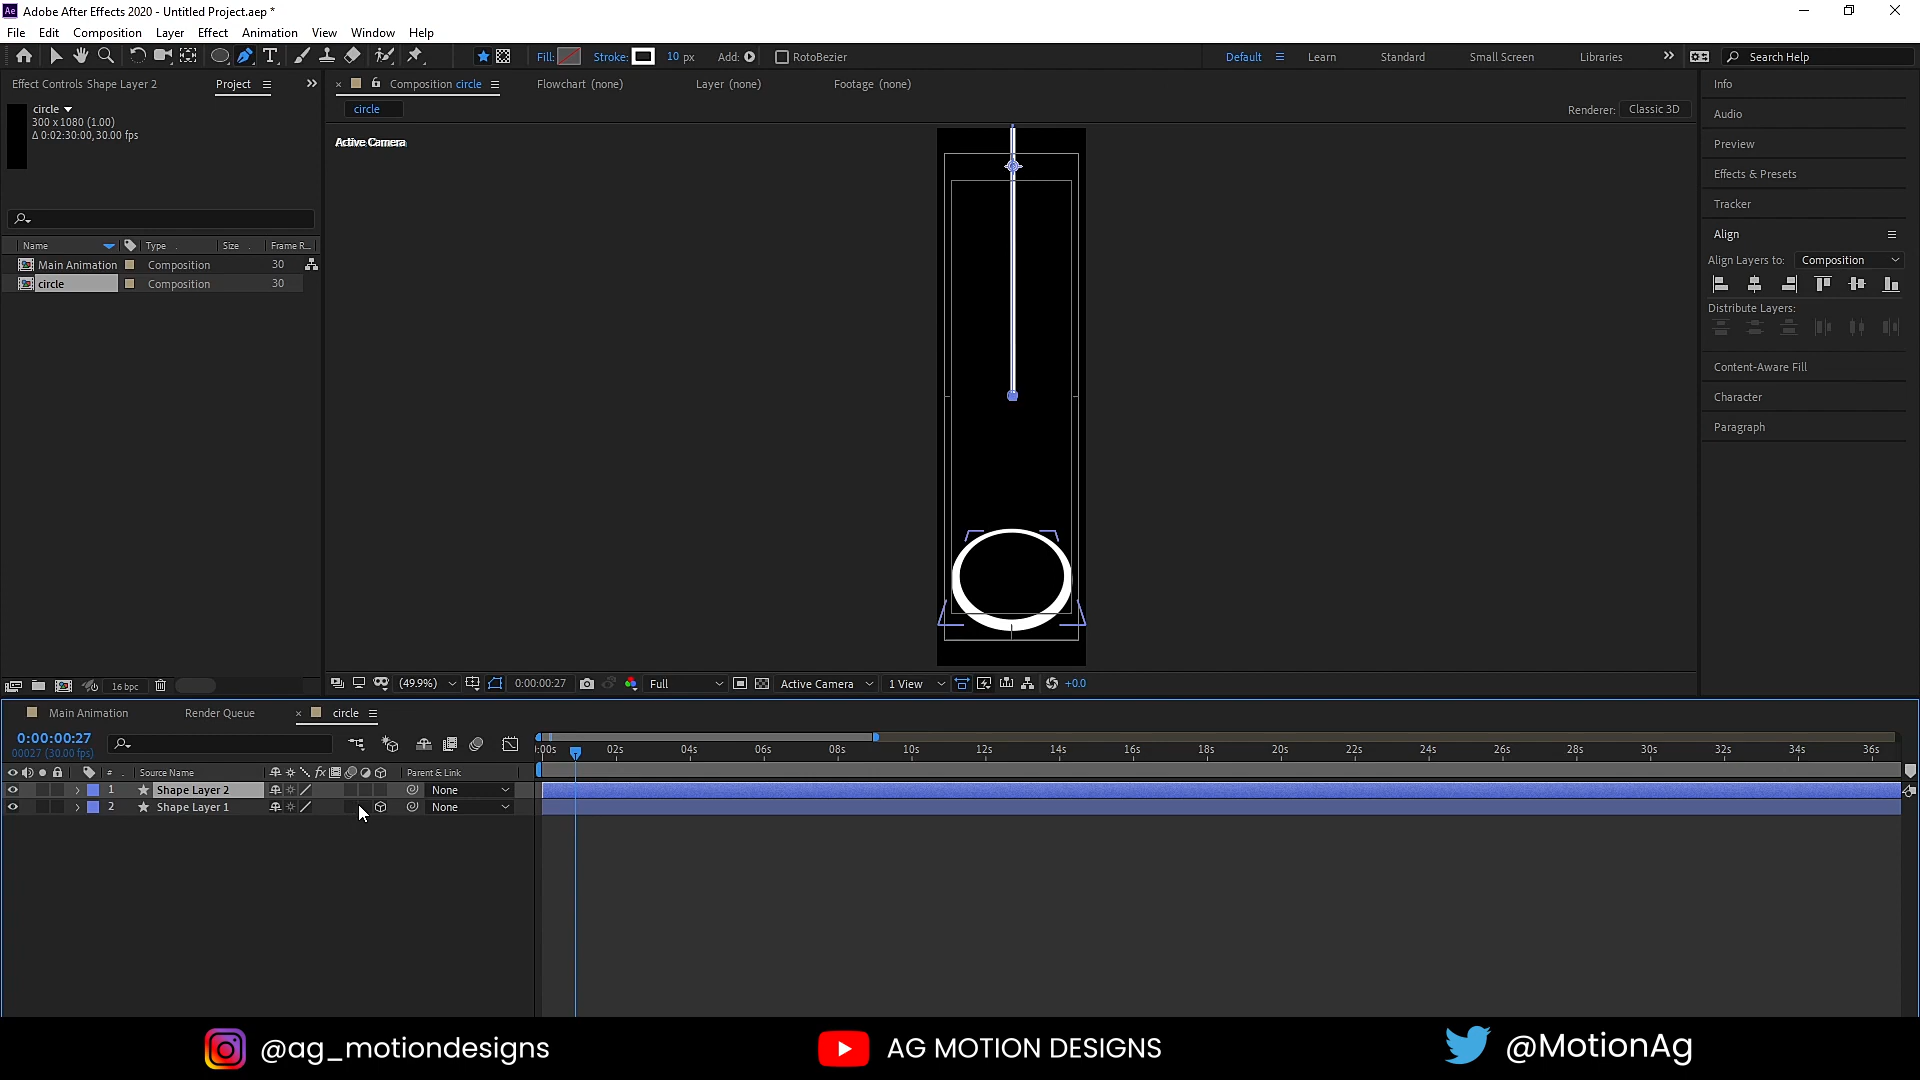 Ae Adobe After Effects 2020 - Untitled Project.aep *
File Edit Composition Layer Effect Animation View Window Help
Fill: Stroke: 10 px Add: RotoBezier Default Learn Standard Small Screen Libraries Search Help
Effect Controls Shape Layer 2 Project
Composition circle Flowchart (none) Layer (none) Footage (none)
Info
circle
300 x 1080 (1.00)
Δ 0:02:30:00, 30.00 fps
circle
Renderer: Classic 3D
Audio
Active Camera
Preview
Effects & Presets
Tracker
Align
Name Type Size Frame R...
Align Layers to: Composition
Main Animation Composition 30
circle Composition 30
Distribute Layers:
Content-Aware Fill
Character
Paragraph
16 bpc
(49.9%) 0:00:00:27 Full Active Camera 1 View +0.0
Main Animation Render Queue circle
0:00:00:27
00027 (30.00 fps)
:00s 02s 04s 06s 08s 10s 12s 14s 16s 18s 20s 22s 24s 26s 28s 30s 32s 34s 36s
# Source Name fx Parent & Link
1 Shape Layer 2 None
2 Shape Layer 1 None
@ag_motiondesigns AG MOTION DESIGNS @MotionAg